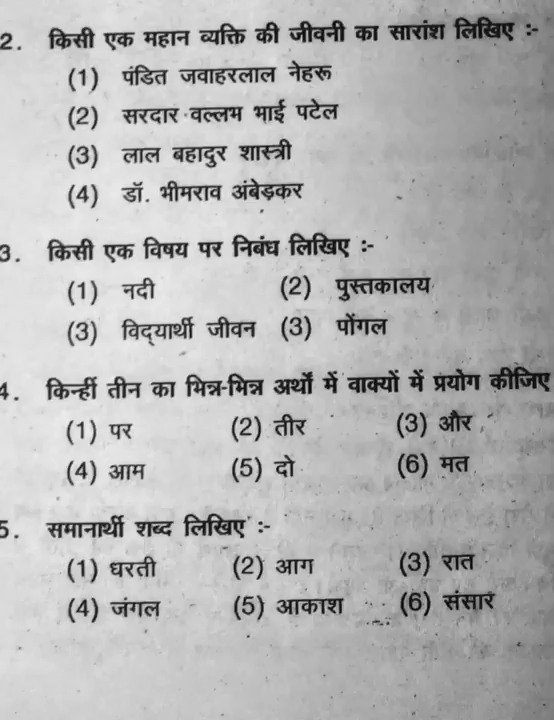 2. किसी एक महान व्यक्ति की जीवनी का सारांश लिखिए :-
(1) पंडित जवाहरलाल नेहरू
(2) सरदार वल्लभ भाई पटेल
(3) लाल बहादुर शास्त्री
(4) डॉ. भीमराव अंबेड़कर
3. किसी एक विषय पर निबंध लिखिए :-
(1) नदी (2) पुस्तकालय
(3) विद्यार्थी जीवन (3) पोंगल
4. किन्हीं तीन का भिन्न-भिन्न अर्थों में वाक्यों में प्रयोग कीजिए
(1) पर (2) तीर (3) और
(4) आम (5) दो (6) मत
5. समानार्थी शब्द लिखिए :-
(1) धरती (2) आग (3) रात
(4) जंगल (5) आकाश (6) संसार